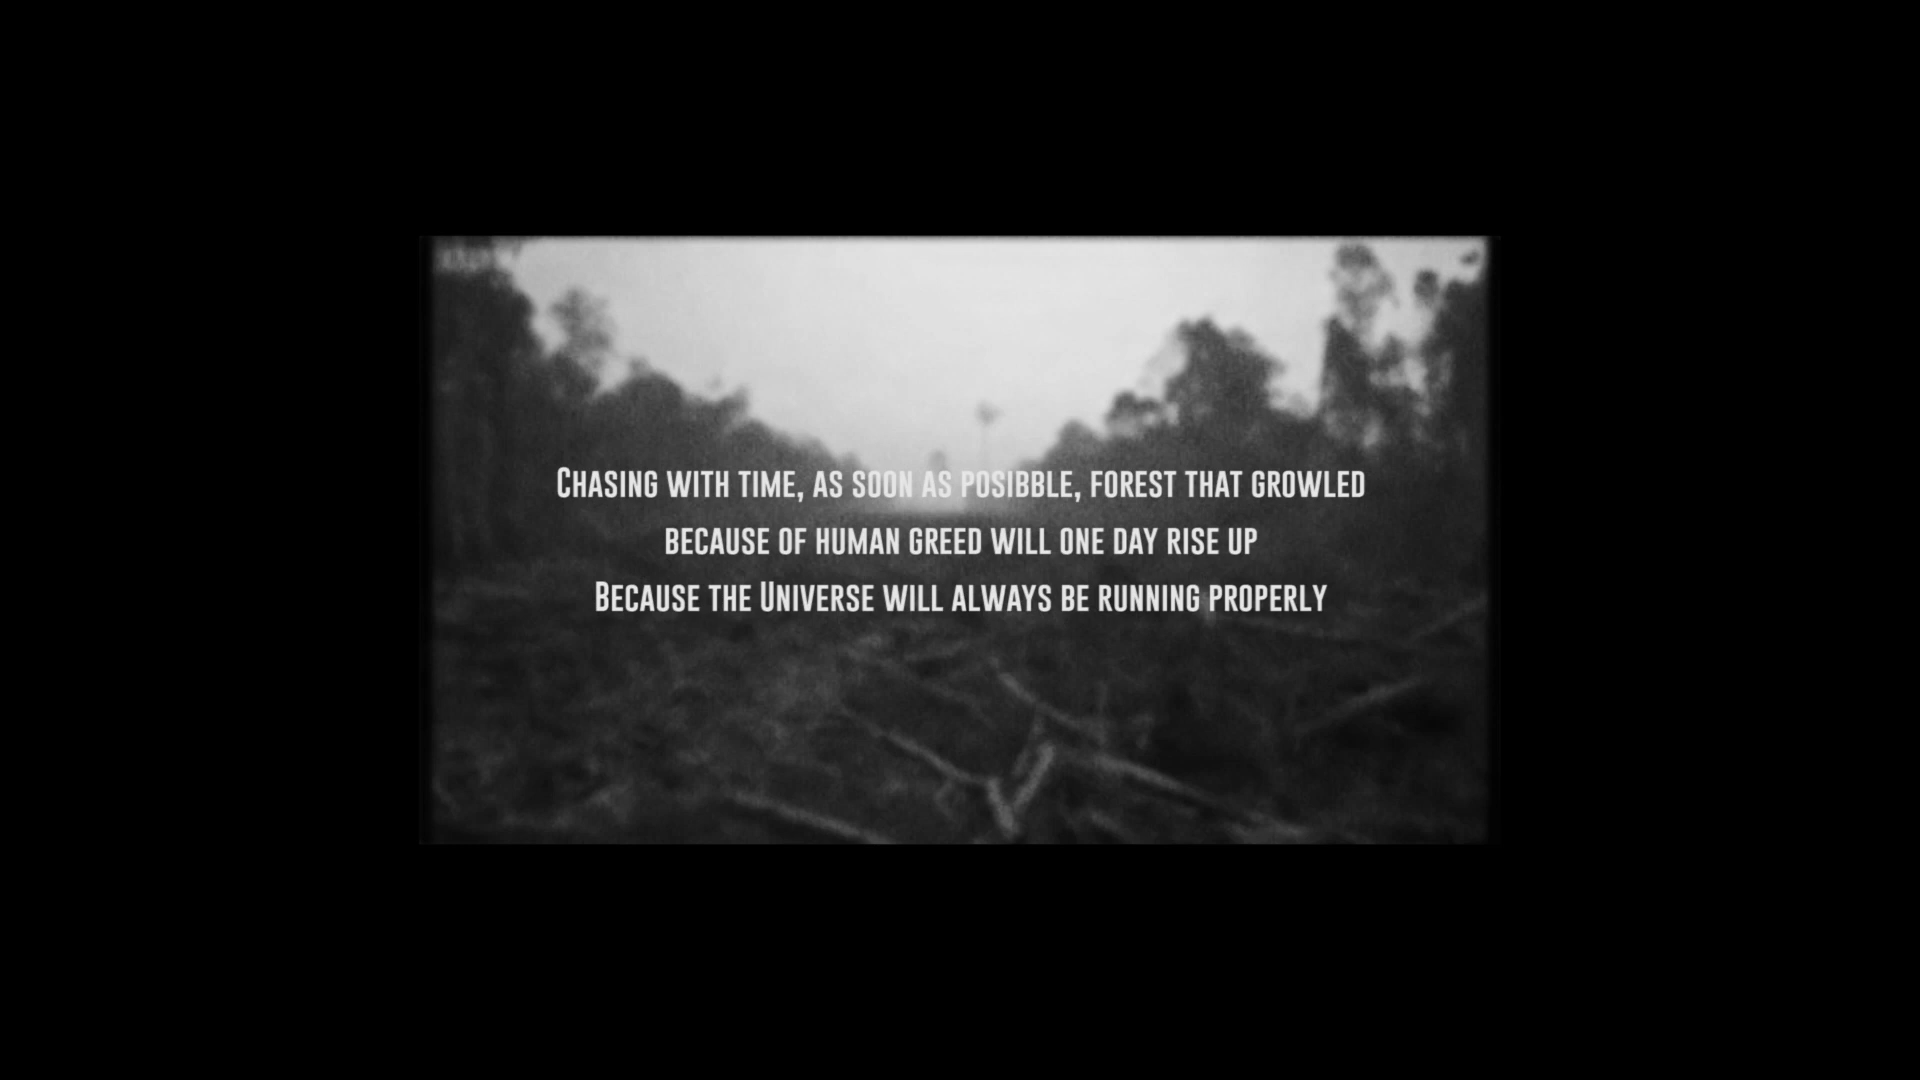 Chasing with time, as soon as posibble, forest that growled
because of human greed will one day rise up
Because the Universe will always be running properly